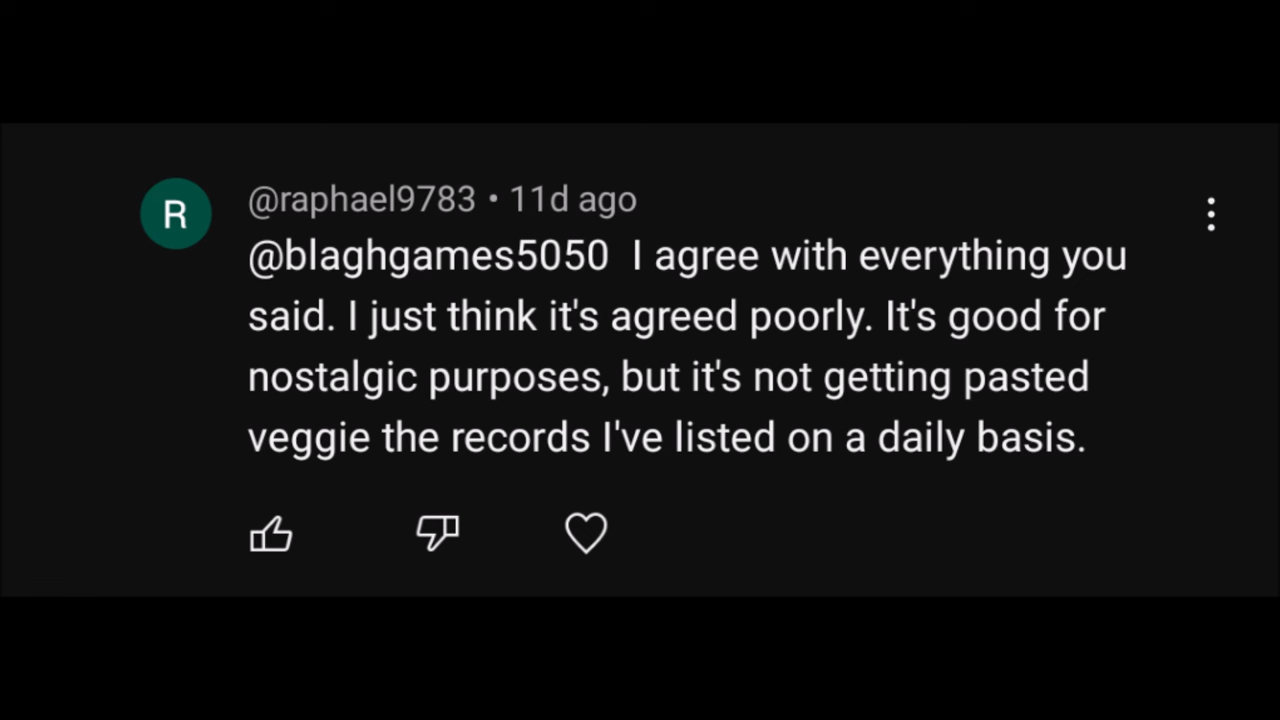 R
@raphael9783 • 11d ago
@blaghgames5050 I agree with everything you
said. I just think it's agreed poorly. It's good for
nostalgic purposes, but it's not getting pasted
veggie the records I've listed on a daily basis.